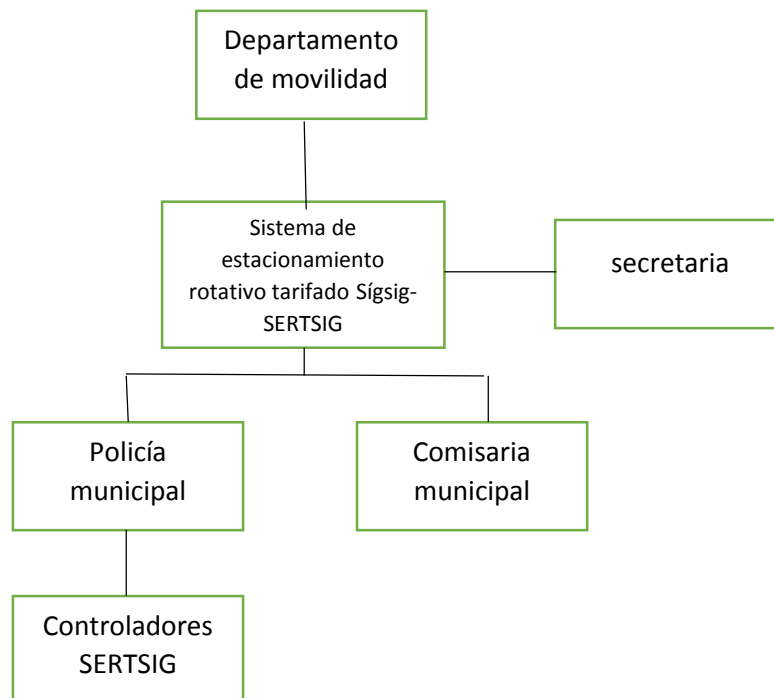 Departamento
de movilidad
Sistema de
estacionamiento
rotativo tarifado Sígsig-
SERTSIG
secretaria
Policía
municipal
Comisaria
municipal
Controladores
SERTSIG